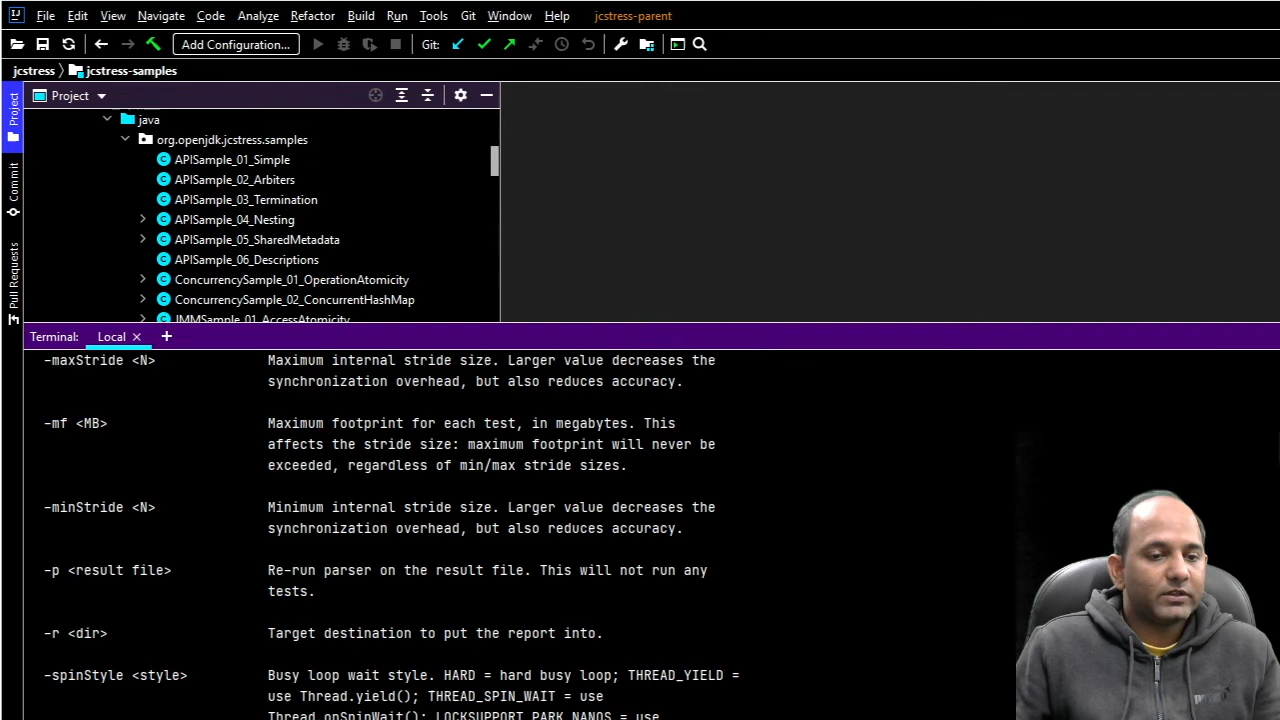 File Edit View Navigate Code Analyze Refactor Build Run Tools Git Window Help jcstress-parent
Add Configuration... Git:
jcstress jcstress-samples
Project
Project
Commit
Pull Requests
java
org.openjdk.jcstress.samples
APISample_01_Simple
APISample_02_Arbiters
APISample_03_Termination
APISample_04_Nesting
APISample_05_SharedMetadata
APISample_06_Descriptions
ConcurrencySample_01_OperationAtomicity
ConcurrencySample_02_ConcurrentHashMap
JMMSample_01_AccessAtomicity
Terminal: Local
-maxStride <N> Maximum internal stride size. Larger value decreases the
synchronization overhead, but also reduces accuracy.
-mf <MB> Maximum footprint for each test, in megabytes. This
affects the stride size: maximum footprint will never be
exceeded, regardless of min/max stride sizes.
-minStride <N> Minimum internal stride size. Larger value decreases the
synchronization overhead, but also reduces accuracy.
-p <result file> Re-run parser on the result file. This will not run any
tests.
-r <dir> Target destination to put the report into.
-spinStyle <style> Busy loop wait style. HARD = hard busy loop; THREAD_YIELD =
use Thread.yield(); THREAD_SPIN_WAIT = use
Thread.onSpinWait(); LOCKSUPPORT_PARK_NANOS = use